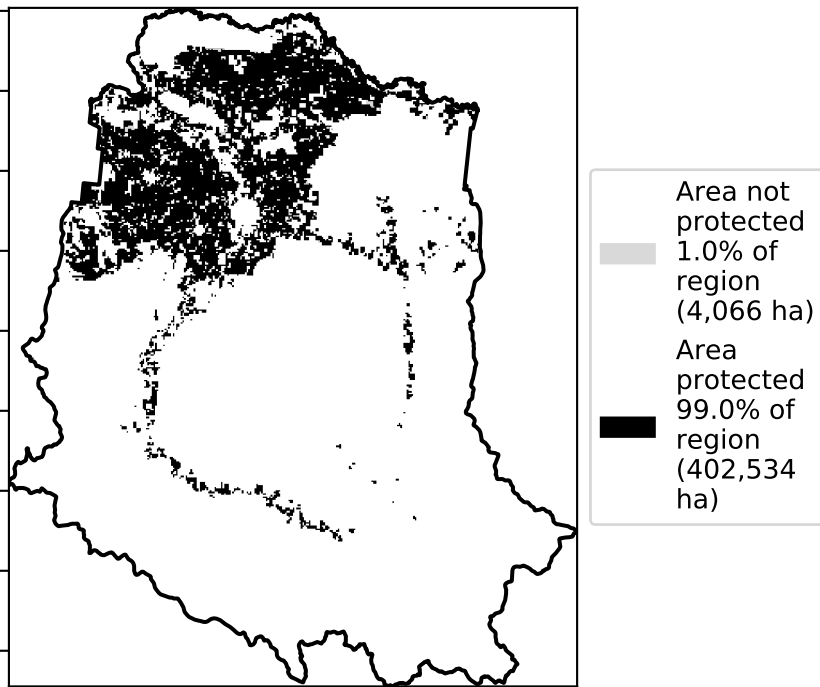 Area not
protected
1.0% of
region
(4,066 ha)
Area
protected
99.0% of
region
(402,534
ha)